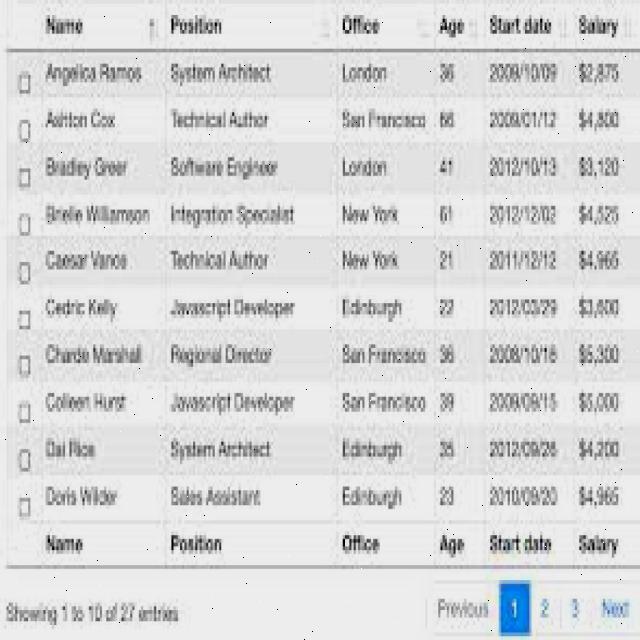 Name Position Office Age Start date Salary
Angelica Ramos System Architect London 36 2009/10/09 $2,875
Ashton Cox Technical Author San Francisco 66 2009/01/12 $4,800
Bradley Greer Software Engineer London 41 2012/10/13 $3,120
Brielle Williamson Integration Specialist New York 61 2012/12/02 $4,525
Caesar Vance Technical Author New York 21 2011/12/12 $4,965
Cedric Kelly Javascript Developer Edinburgh 22 2012/03/29 $3,600
Charde Marshall Regional Director San Francisco 36 2008/10/16 $5,300
Colleen Hurst Javascript Developer San Francisco 39 2009/09/15 $5,000
Dai Rios System Architect Edinburgh 35 2012/09/26 $4,200
Doris Wilder Sales Assistant Edinburgh 23 2010/09/20 $4,965
Name Position Office Age Start date Salary
Showing 1 to 10 of 27 entries
Previous 1 2 3 Next